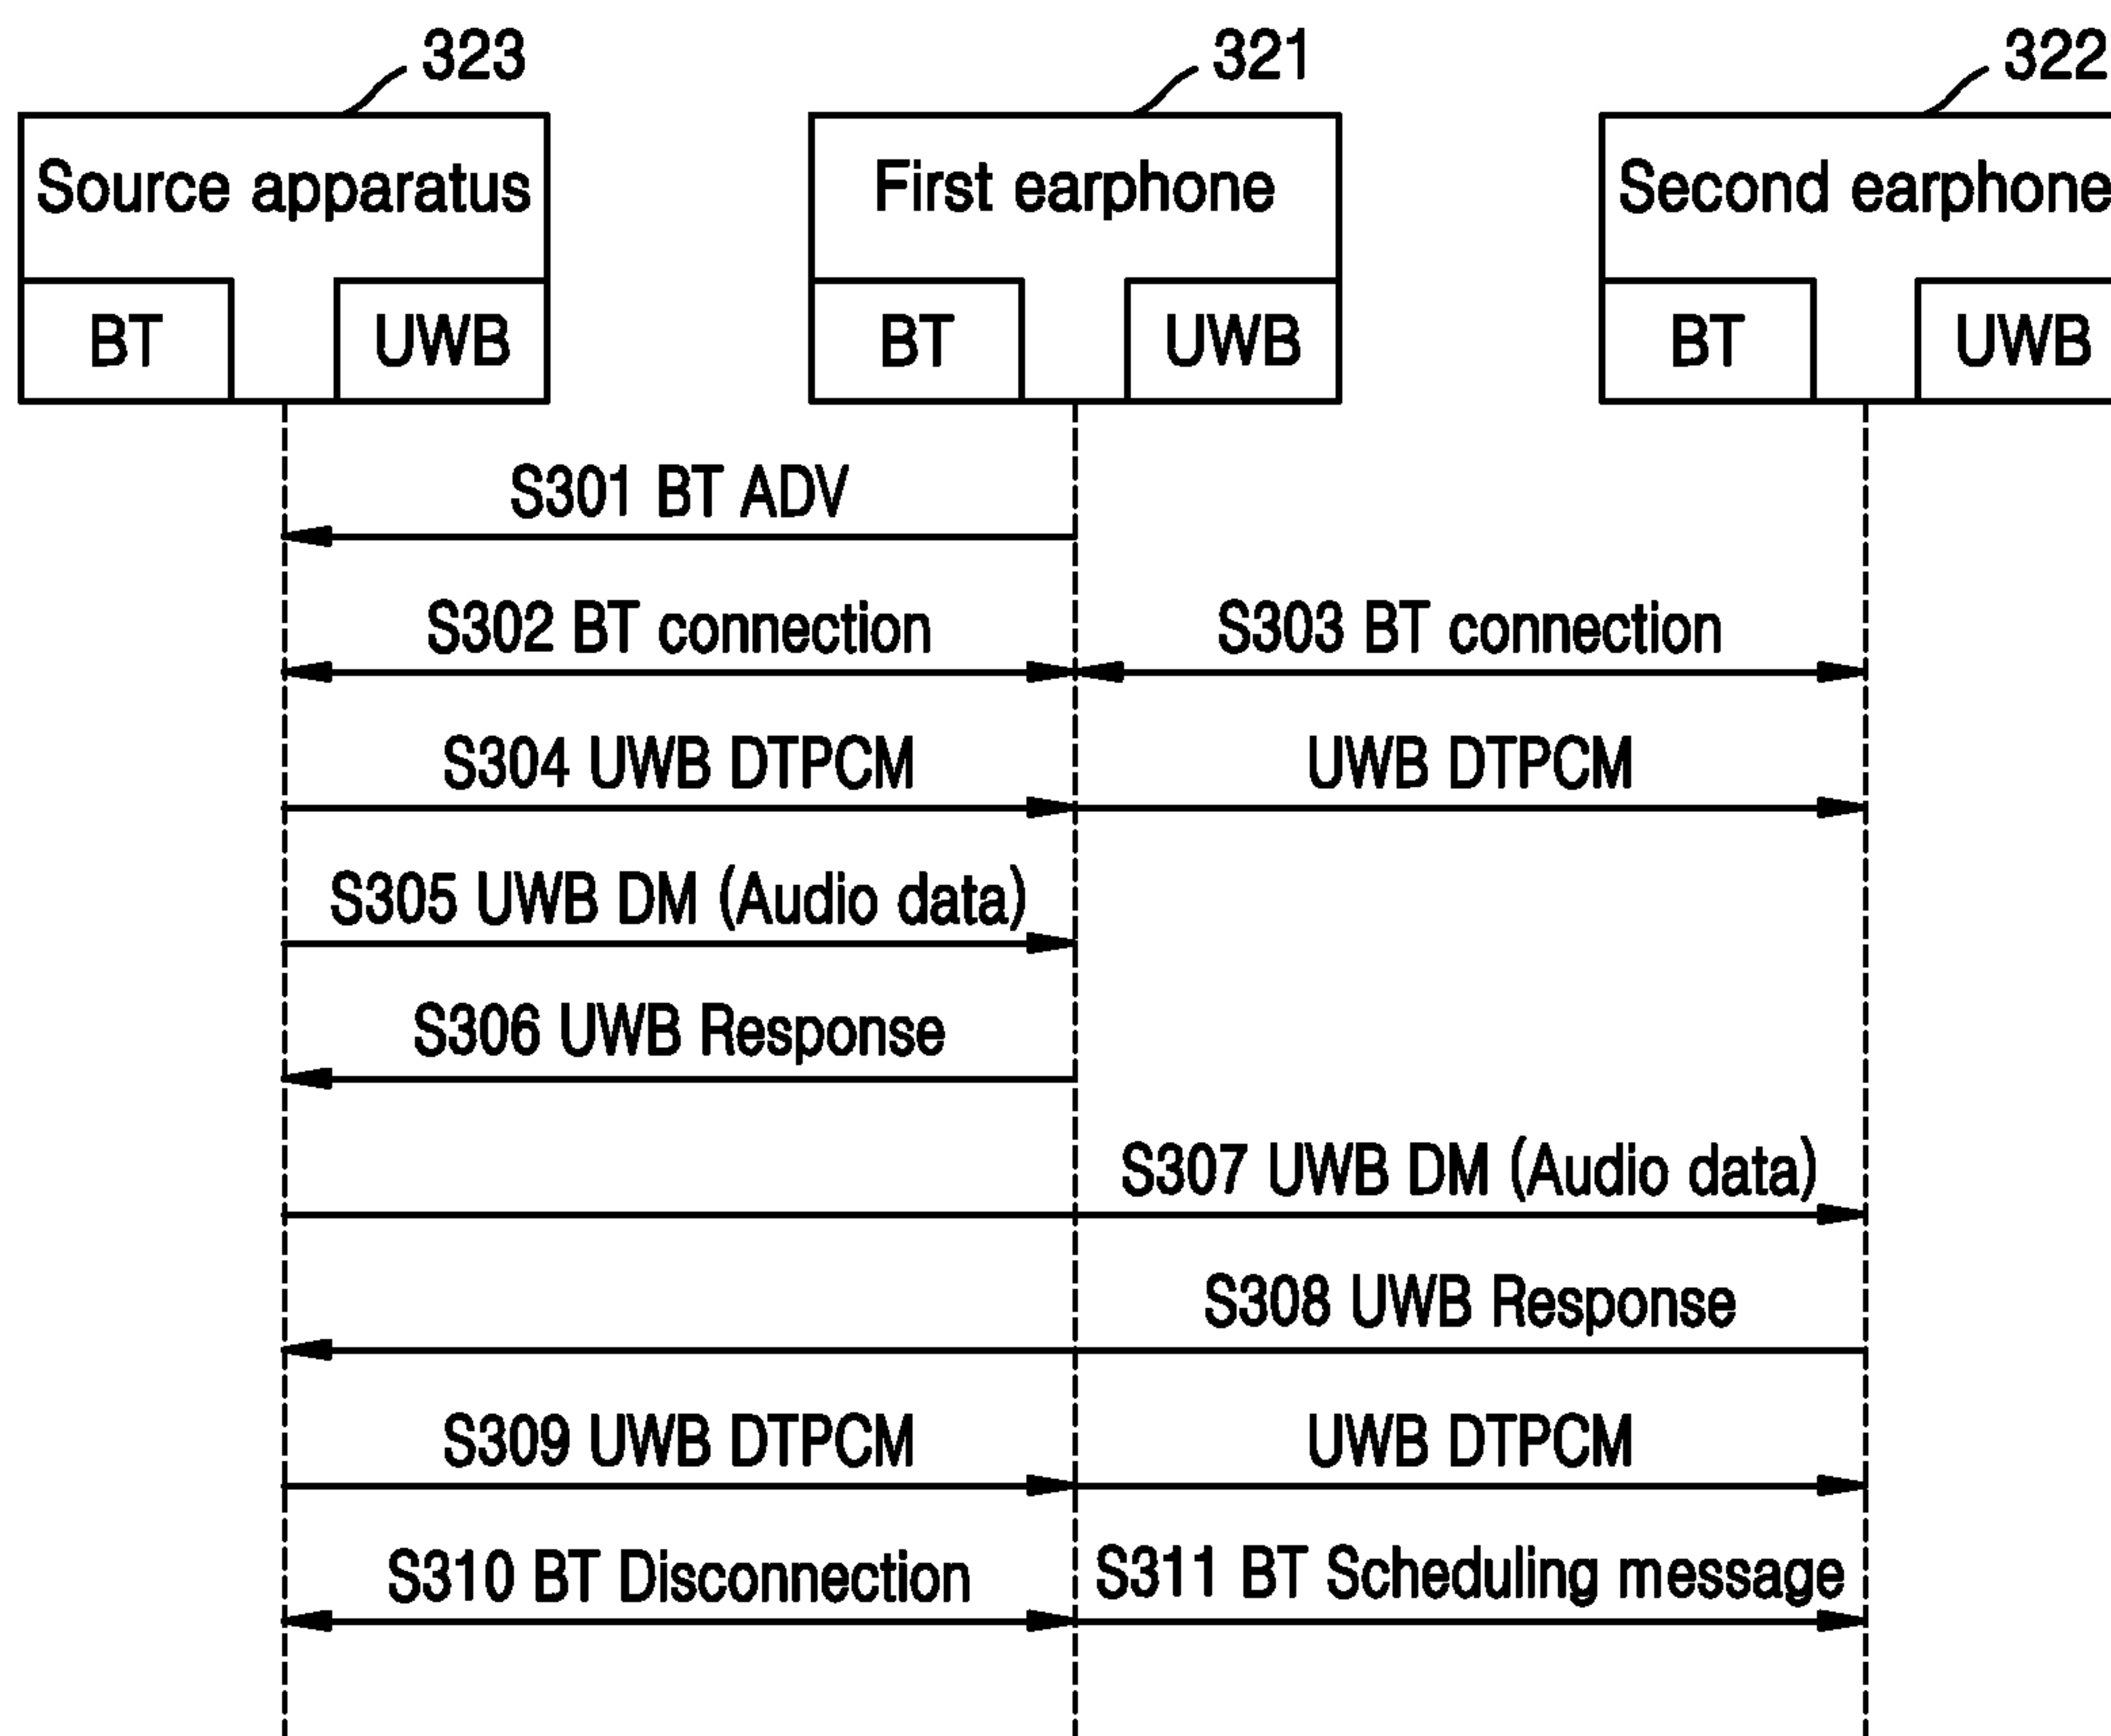 323 321 322
Source apparatus First earphone Second earphone
BT UWB BT UWB BT UWB
S301 BT ADV
S302 BT connection S303 BT connection
S304 UWB DTPCM UWB DTPCM
S305 UWB DM (Audio data)
S306 UWB Response
S307 UWB DM (Audio data)
S308 UWB Response
S309 UWB DTPCM UWB DTPCM
S310 BT Disconnection S311 BT Scheduling message